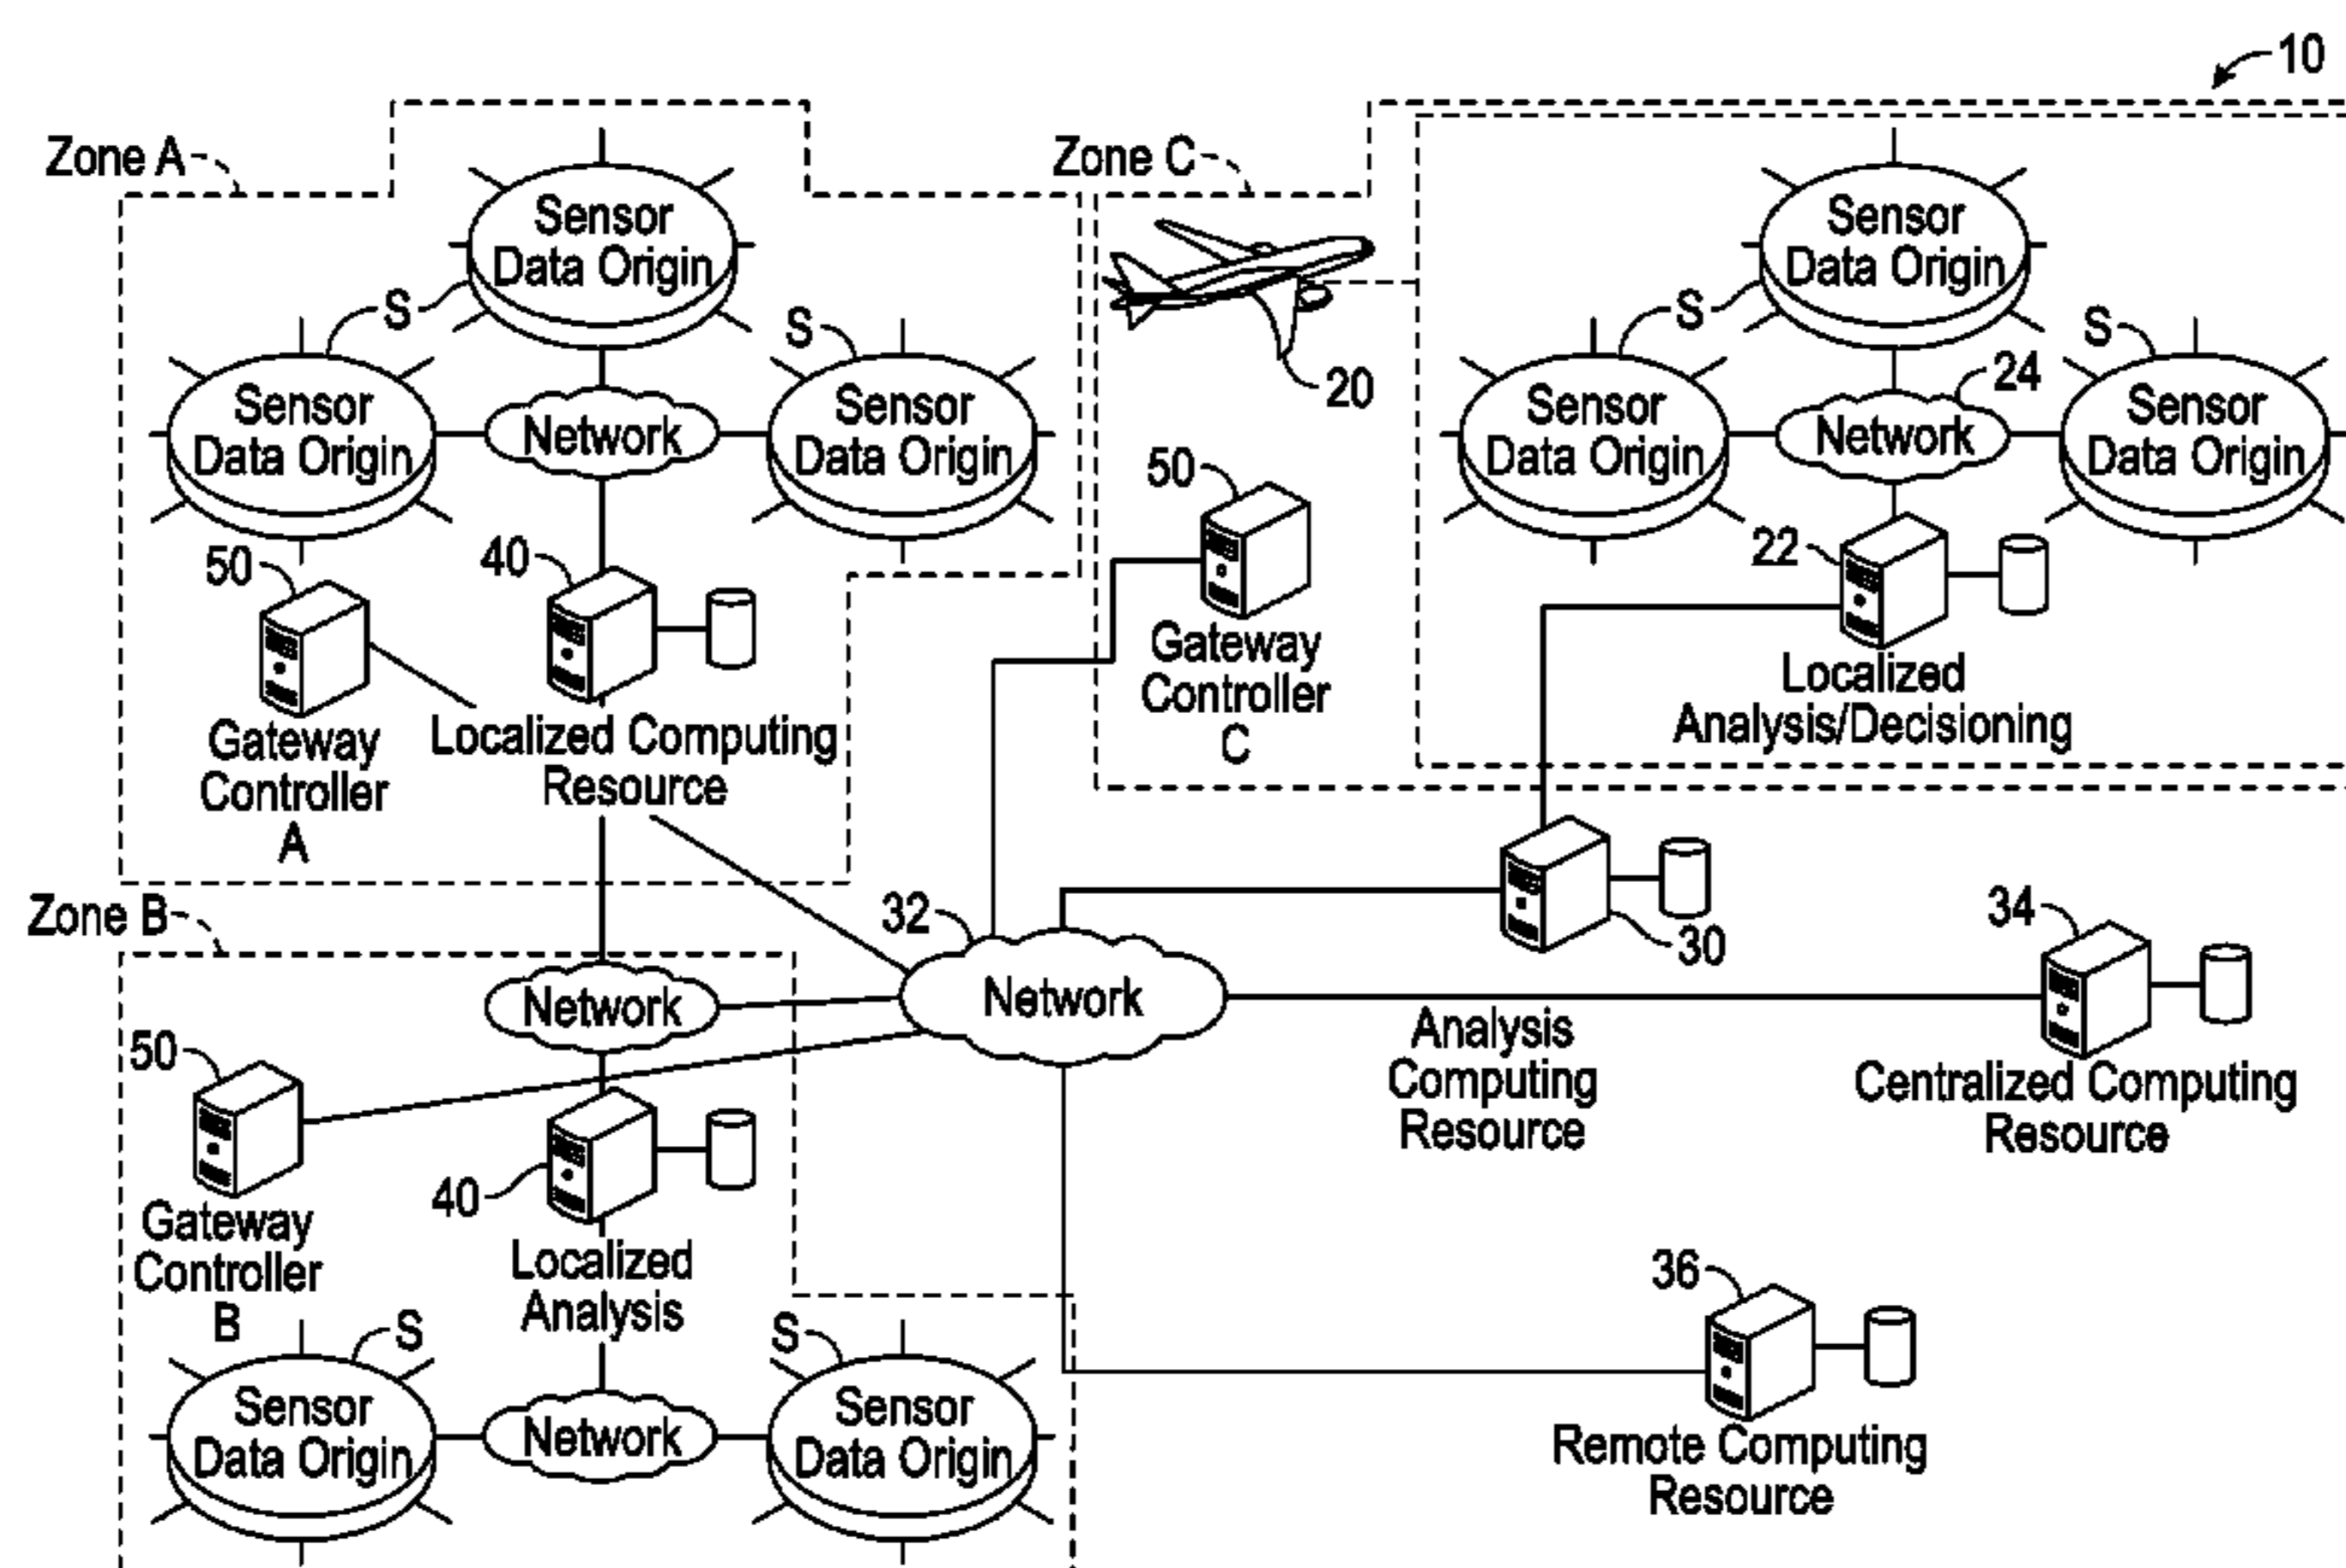 10
Zone A
Sensor
Data Origin
S
S
Sensor
Data Origin
Network
Sensor
Data Origin
50
40
Gateway
Controller
A
Localized Computing
Resource
Zone C
20
50
Gateway
Controller
C
Sensor
Data Origin
S
S
24
Sensor
Data Origin
Network
Sensor
Data Origin
22
Localized
Analysis/Decisioning
Zone B
32
Network
30
34
Network
50
Analysis
Computing
Resource
Centralized Computing
Resource
40
Gateway
Controller
B
Localized
Analysis
36
Remote Computing
Resource
S
S
Sensor
Data Origin
Network
Sensor
Data Origin